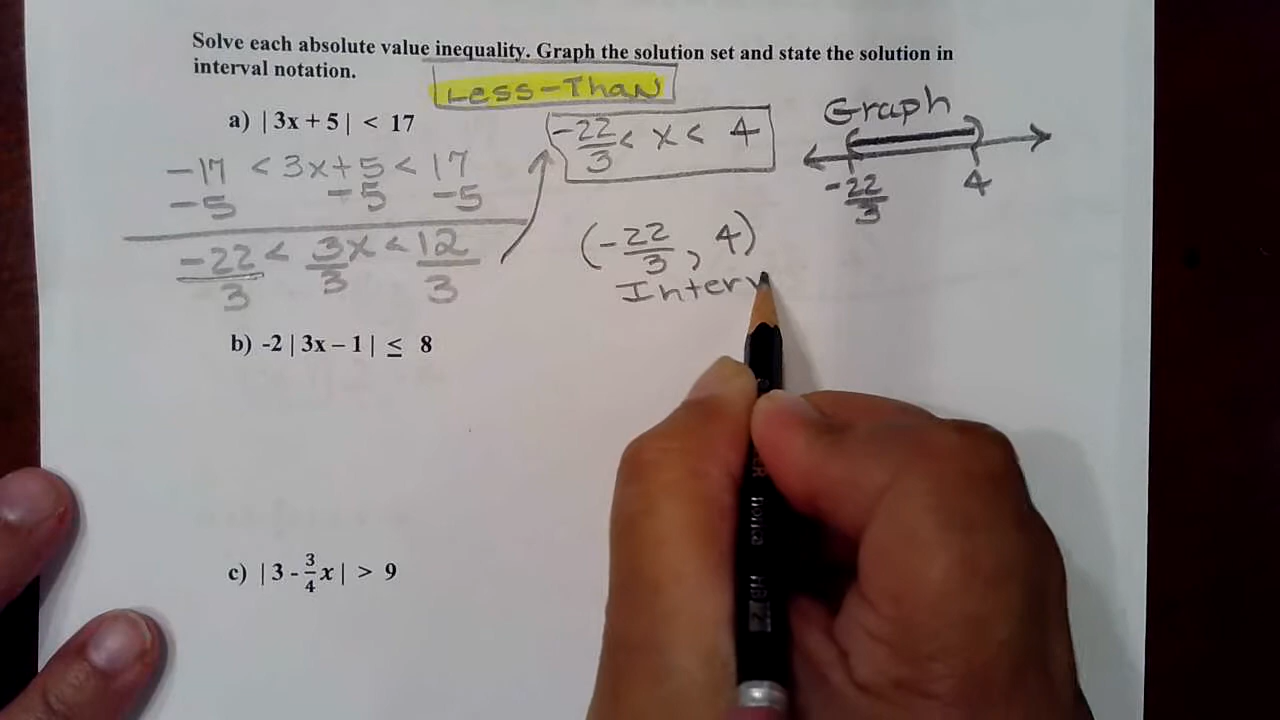 Solve each absolute value inequality. Graph the solution set and state the solution in
interval notation.
Less-Than
a) | 3x + 5 | < 17
-17 < 3x+5 < 17
-5 -5 -5
-22/3 < 3x/3 < 12/3
-22/3 < x < 4
Graph
-22/3 4
(-22/3, 4)
Interv
b) -2 | 3x – 1 | ≤ 8
c) | 3 - 3/4 x | > 9